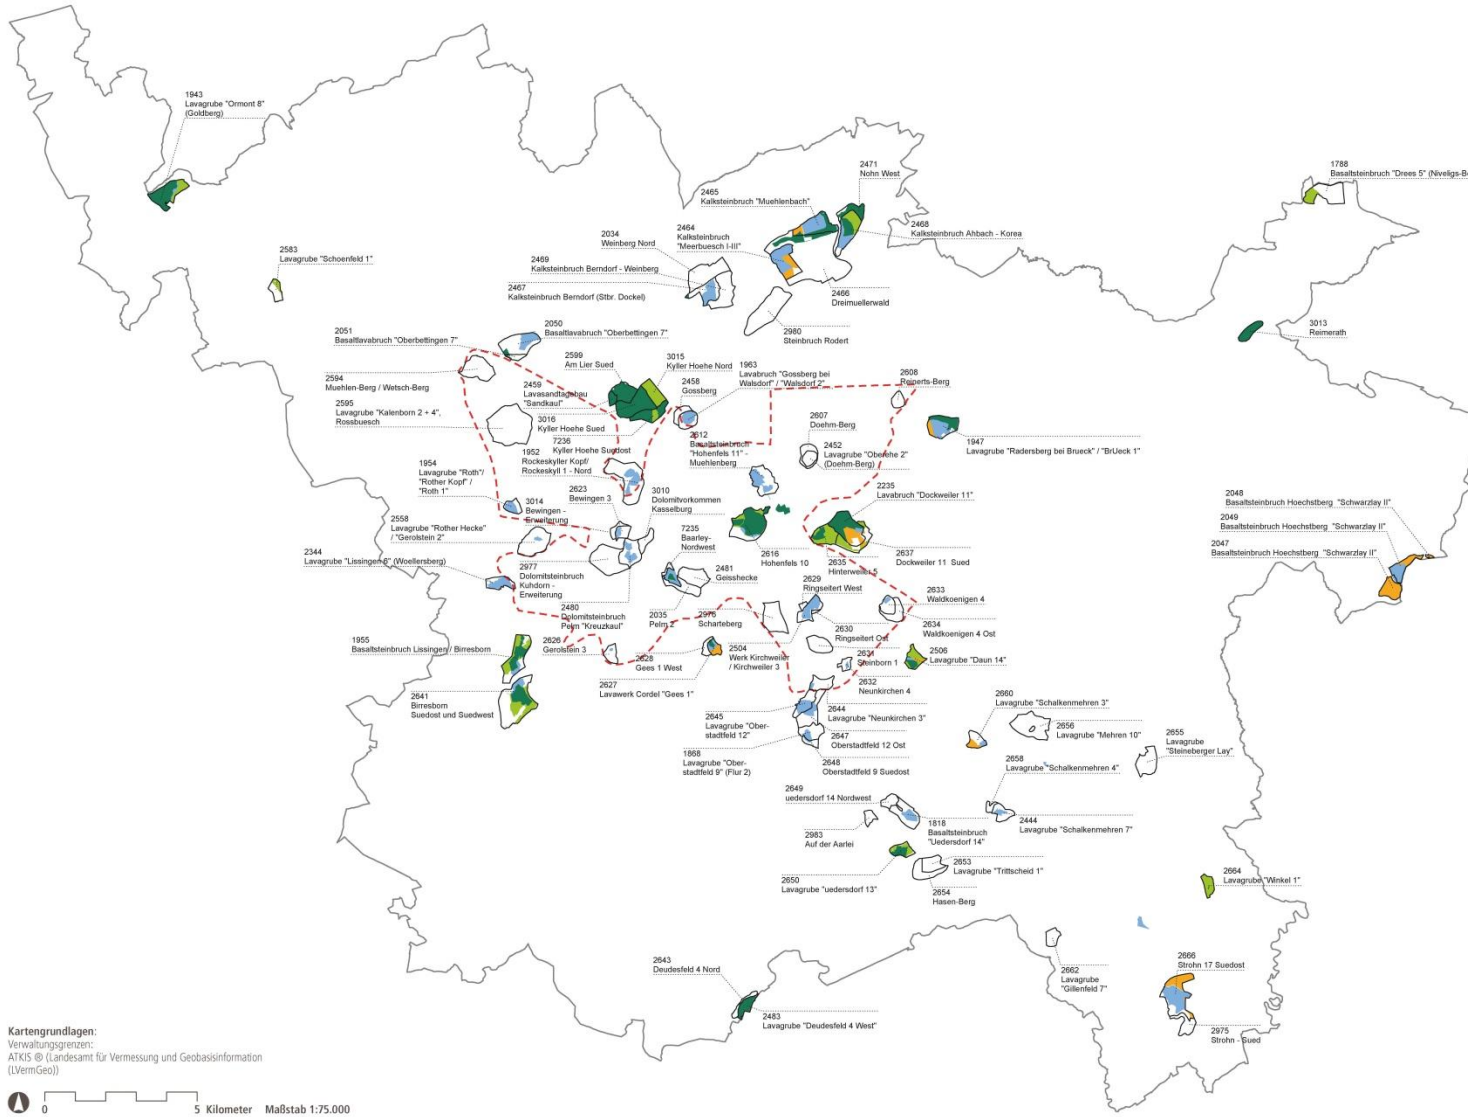 1943
Lavagrube "Ormont 8"
(Goldberg)
2583
Lavagrube "Schoenfeld 1"
2471
Nohn West
2465
Kalksteinbruch "Muehlenbach"
2468
Kalksteinbruch Ahbach - Korea
2464
Kalksteinbruch
"Meerbuesch I-III"
2034
Weinberg Nord
2469
Kalksteinbruch Berndorf - Weinberg
2467
Kalksteinbruch Berndorf (Stbr. Dockel)
2466
Dreimuellerwald
2980
Steinbruch Rodert
1788
Basaltsteinbruch "Drees 5" (Niveligs-Be
3013
Reimerath
2050
Basaltlavabruch "Oberbettingen 7"
2051
Basaltlavabruch "Oberbettingen 7"
2594
Muehlen-Berg / Wetsch-Berg
2595
Lavagrube "Kalenborn 2 + 4",
Rossbuesch
2599
Am Lier Sued
3015
Kyller Hoehe Nord
2459
Lavasandtagebau
"Sandkaul"
2458
Gossberg
1963
Lavabruch "Gossberg bei
Walsdorf" / "Walsdorf 2"
3016
Kyller Hoehe Sued
7236
Kyller Hoehe Suedost
2608
Reinerts-Berg
2607
Doehm-Berg
2452
Lavagrube "Oberehe 2"
(Doehm-Berg)
1947
Lavagrube "Radersberg bei Brueck" / "BrUeck 1"
2612
Basaltsteinbruch
"Hohenfels 11" -
Muehlenberg
1952
Rockeskyller Kopf/
Rockeskyll 1 - Nord
1954
Lavagrube "Roth"/
"Rother Kopf" /
"Roth 1"
2623
Bewingen 3
3014
Bewingen -
Erweiterung
3010
Dolomitvorkommen
Kasselburg
2235
Lavabruch "Dockweiler 11"
2558
Lavagrube "Rother Hecke"
/ "Gerolstein 2"
2344
Lavagrube "Lissingen 6" (Woellersberg)
7235
Baarley-
Nordwest
2481
Geisshecke
2616
Hohenfels 10
2635
Hinterweiler 5
2637
Dockweiler 11 Sued
2048
Basaltsteinbruch Hoechstberg "Schwarzlay II"
2049
Basaltsteinbruch Hoechstberg "Schwarzlay II"
2047
Basaltsteinbruch Hoechstberg "Schwarzlay II"
2977
Dolomitsteinbruch
Kuhdorn -
Erweiterung
2480
Dolomitsteinbruch
Pelm "Kreuzkaul"
2035
Pelm 2
2976
Scharteberg
2629
Ringseitert West
2633
Waldkoenigen 4
2630
Ringseitert Ost
2634
Waldkoenigen 4 Ost
1955
Basaltsteinbruch Lissingen / Birresborn
2626
Gerolstein 3
2628
Gees 1 West
2504
Werk Kirchweiler
/ Kirchweiler 3
2631
Steinborn 1
2506
Lavagrube "Daun 14"
2627
Lavawerk Cordel "Gees 1"
2632
Neunkirchen 4
2641
Birresborn
Suedost und Suedwest
2645
Lavagrube "Ober-
stadtfeld 12"
2644
Lavagrube "Neunkirchen 3"
2647
Oberstadtfeld 12 Ost
1868
Lavagrube "Ober-
stadtfeld 9" (Flur 2)
2648
Oberstadtfeld 9 Suedost
2660
Lavagrube "Schalkenmehren 3"
2656
Lavagrube "Mehren 10"
2655
Lavagrube
"Steineberger Lay"
2658
Lavagrube "Schalkenmehren 4"
2649
uedersdorf 14 Nordwest
2983
Auf der Aarlei
1818
Basaltsteinbruch
"Uedersdorf 14"
2444
Lavagrube "Schalkenmehren 7"
2653
Lavagrube "Trittscheid 1"
2650
Lavagrube "uedersdorf 13"
2654
Hasen-Berg
2664
Lavagrube "Winkel 1"
2643
Deudesfeld 4 Nord
2483
Lavagrube "Deudesfeld 4 West"
2662
Lavagrube
"Gillenfeld 7"
2666
Strohn 17 Suedost
2975
Strohn - Sued
Kartengrundlagen:
Verwaltungsgrenzen:
ATKIS ® (Landesamt für Vermessung und Geobasisinformation
(LVermGeo))
0 5 Kilometer Maßstab 1:75.000